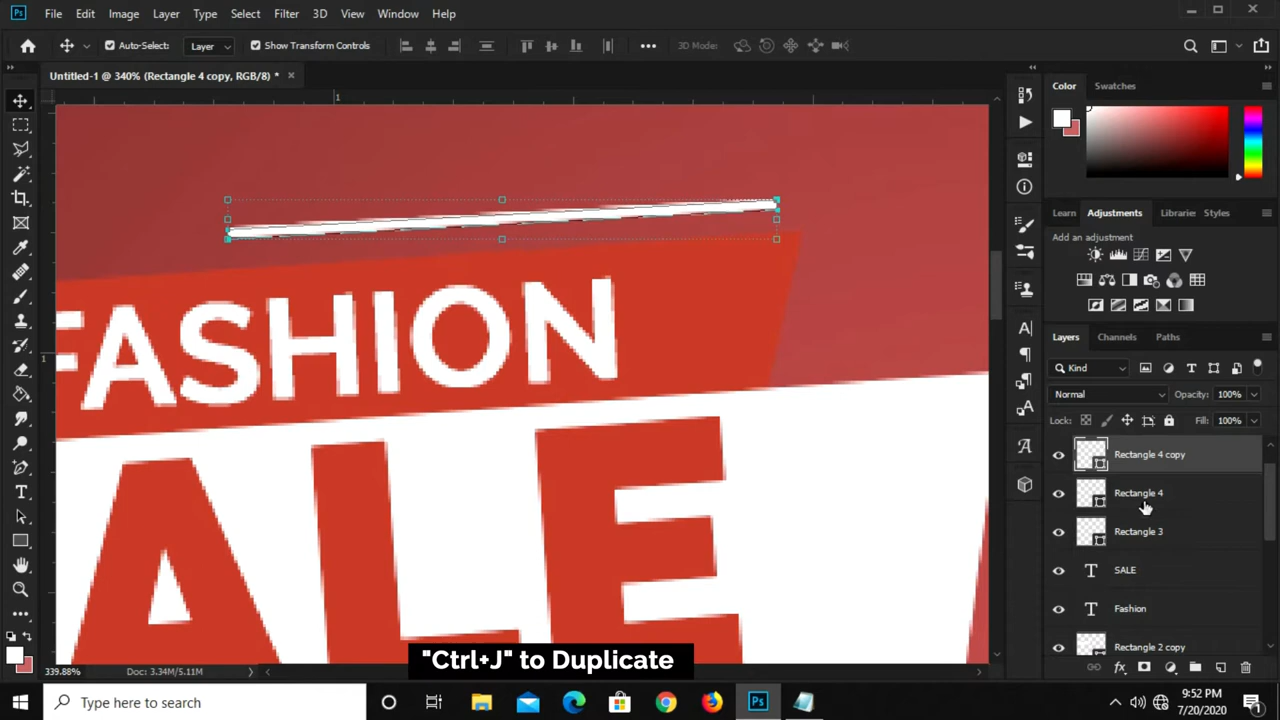 Ps File Edit Image Layer Type Select Filter 3D View Window Help
Auto-Select: Layer Show Transform Controls 3D Mode:
Untitled-1 @ 340% (Rectangle 4 copy, RGB/8) *
1
1
FASHION
ALE
Color Swatches
Learn Adjustments Librarie Styles
Add an adjustment
Layers Channels Paths
Kind
Normal Opacity: 100%
Lock: Fill: 100%
Rectangle 4 copy
Rectangle 4
Rectangle 3
SALE
Fashion
Rectangle 2 copy
"Ctrl+J" to Duplicate
339.88% Doc: 3.34M/5.11M
Type here to search
9:52 PM
7/20/2020